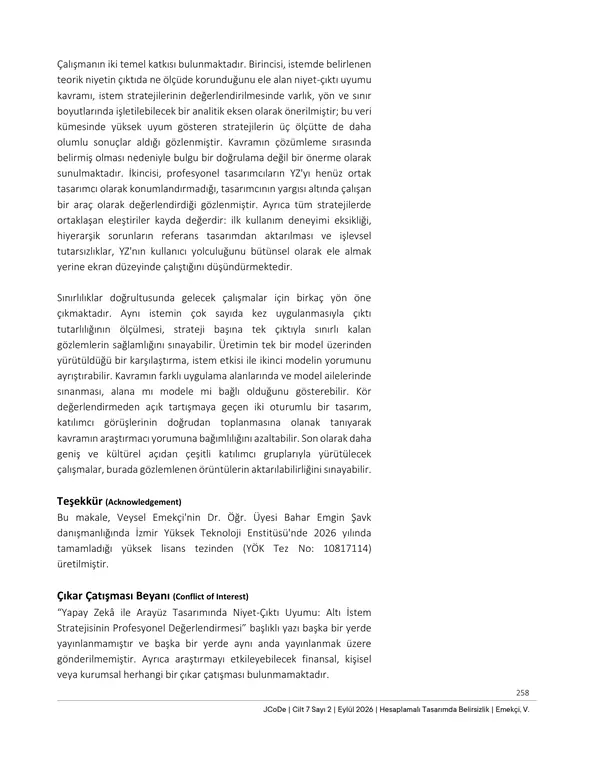 Çalışmanın iki temel katkısı bulunmaktadır. Birincisi, istemde belirlenen
teorik niyetin çıktıda ne ölçüde korunduğunu ele alan niyet-çıktı uyumu
kavramı, istem stratejilerinin değerlendirilmesinde varlık, yön ve sınır
boyutlarında işletilebilecek bir analitik eksen olarak önerilmiştir; bu veri
kümesinde yüksek uyum gösteren stratejilerin üç ölçütte de daha
olumlu sonuçlar aldığı gözlenmiştir. Kavramın çözümleme sırasında
belirmiş olması nedeniyle bulgu bir doğrulama değil bir önerme olarak
sunulmaktadır. İkincisi, profesyonel tasarımcıların YZ'yı henüz ortak
tasarımcı olarak konumlandırmadığı, tasarımcının yargısı altında çalışan
bir araç olarak değerlendirdiği gözlenmiştir. Ayrıca tüm stratejilerde
ortaklaşan eleştiriler kayda değerdir: ilk kullanım deneyimi eksikliği,
hiyerarşik sorunların referans tasarımdan aktarılması ve işlevsel
tutarsızlıklar, YZ'nın kullanıcı yolculuğunu bütünsel olarak ele almak
yerine ekran düzeyinde çalıştığını düşündürmektedir.
Sınırlılıklar doğrultusunda gelecek çalışmalar için birkaç yön öne
çıkmaktadır. Aynı istemin çok sayıda kez uygulanmasıyla çıktı
tutarlılığının ölçülmesi, strateji başına tek çıktıyla sınırlı kalan
gözlemlerin sağlamlığını sınayabilir. Üretimin tek bir model üzerinden
yürütüldüğü bir karşılaştırma, istem etkisi ile ikinci modelin yorumunu
ayrıştırabilir. Kavramın farklı uygulama alanlarında ve model ailelerinde
sınanması, alana mı modele mi bağlı olduğunu gösterebilir. Kör
değerlendirmeden açık tartışmaya geçen iki oturumlu bir tasarım,
katılımcı görüşlerinin doğrudan toplanmasına olanak tanıyarak
kavramın araştırmacı yorumuna bağımlılığını azaltabilir. Son olarak daha
geniş ve kültürel açıdan çeşitli katılımcı gruplarıyla yürütülecek
çalışmalar, burada gözlemlenen örüntülerin aktarılabilirliğini sınayabilir.
Teşekkür (Acknowledgement)
Bu makale, Veysel Emekçi'nin Dr. Öğr. Üyesi Bahar Emgin Şavk
danışmanlığında İzmir Yüksek Teknoloji Enstitüsü'nde 2026 yılında
tamamladığı yüksek lisans tezinden (YÖK Tez No: 10817114)
üretilmiştir.
Çıkar Çatışması Beyanı (Conflict of Interest)
“Yapay Zekâ ile Arayüz Tasarımında Niyet-Çıktı Uyumu: Altı İstem
Stratejisinin Profesyonel Değerlendirmesi” başlıklı yazı başka bir yerde
yayınlanmamıştır ve başka bir yerde aynı anda yayınlanmak üzere
gönderilmemiştir. Ayrıca araştırmayı etkileyebilecek finansal, kişisel
veya kurumsal herhangi bir çıkar çatışması bulunmamaktadır.
258
JCoDe | Cilt 7 Sayı 2 | Eylül 2026 | Hesaplamalı Tasarımda Belirsizlik | Emekçi, V.